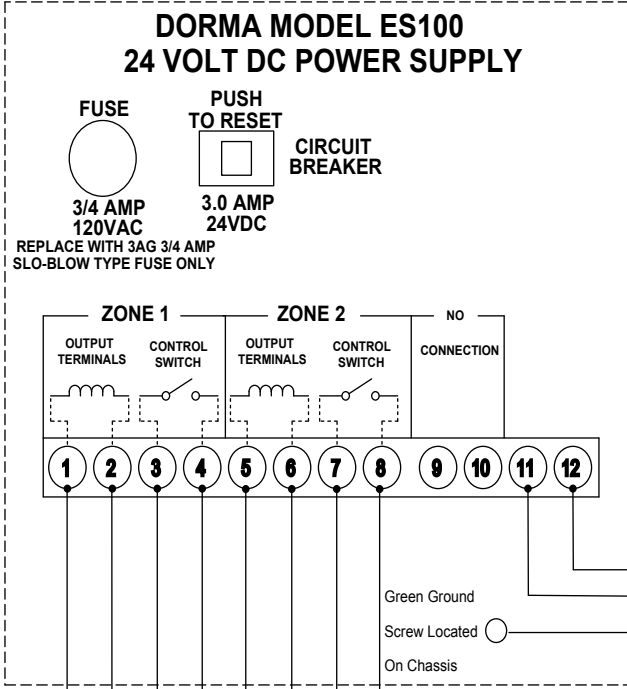 DORMA MODEL ES100
24 VOLT DC POWER SUPPLY
FUSE
3/4 AMP
120VAC
REPLACE WITH 3AG 3/4 AMP
SLO-BLOW TYPE FUSE ONLY
PUSH
TO RESET
CIRCUIT
BREAKER
3.0 AMP
24VDC
ZONE 1
OUTPUT
TERMINALS
CONTROL
SWITCH
ZONE 2
OUTPUT
TERMINALS
CONTROL
SWITCH
NO
CONNECTION
1 2 3 4 5 6 7 8 9 10 11 12
Green Ground
Screw Located
On Chassis